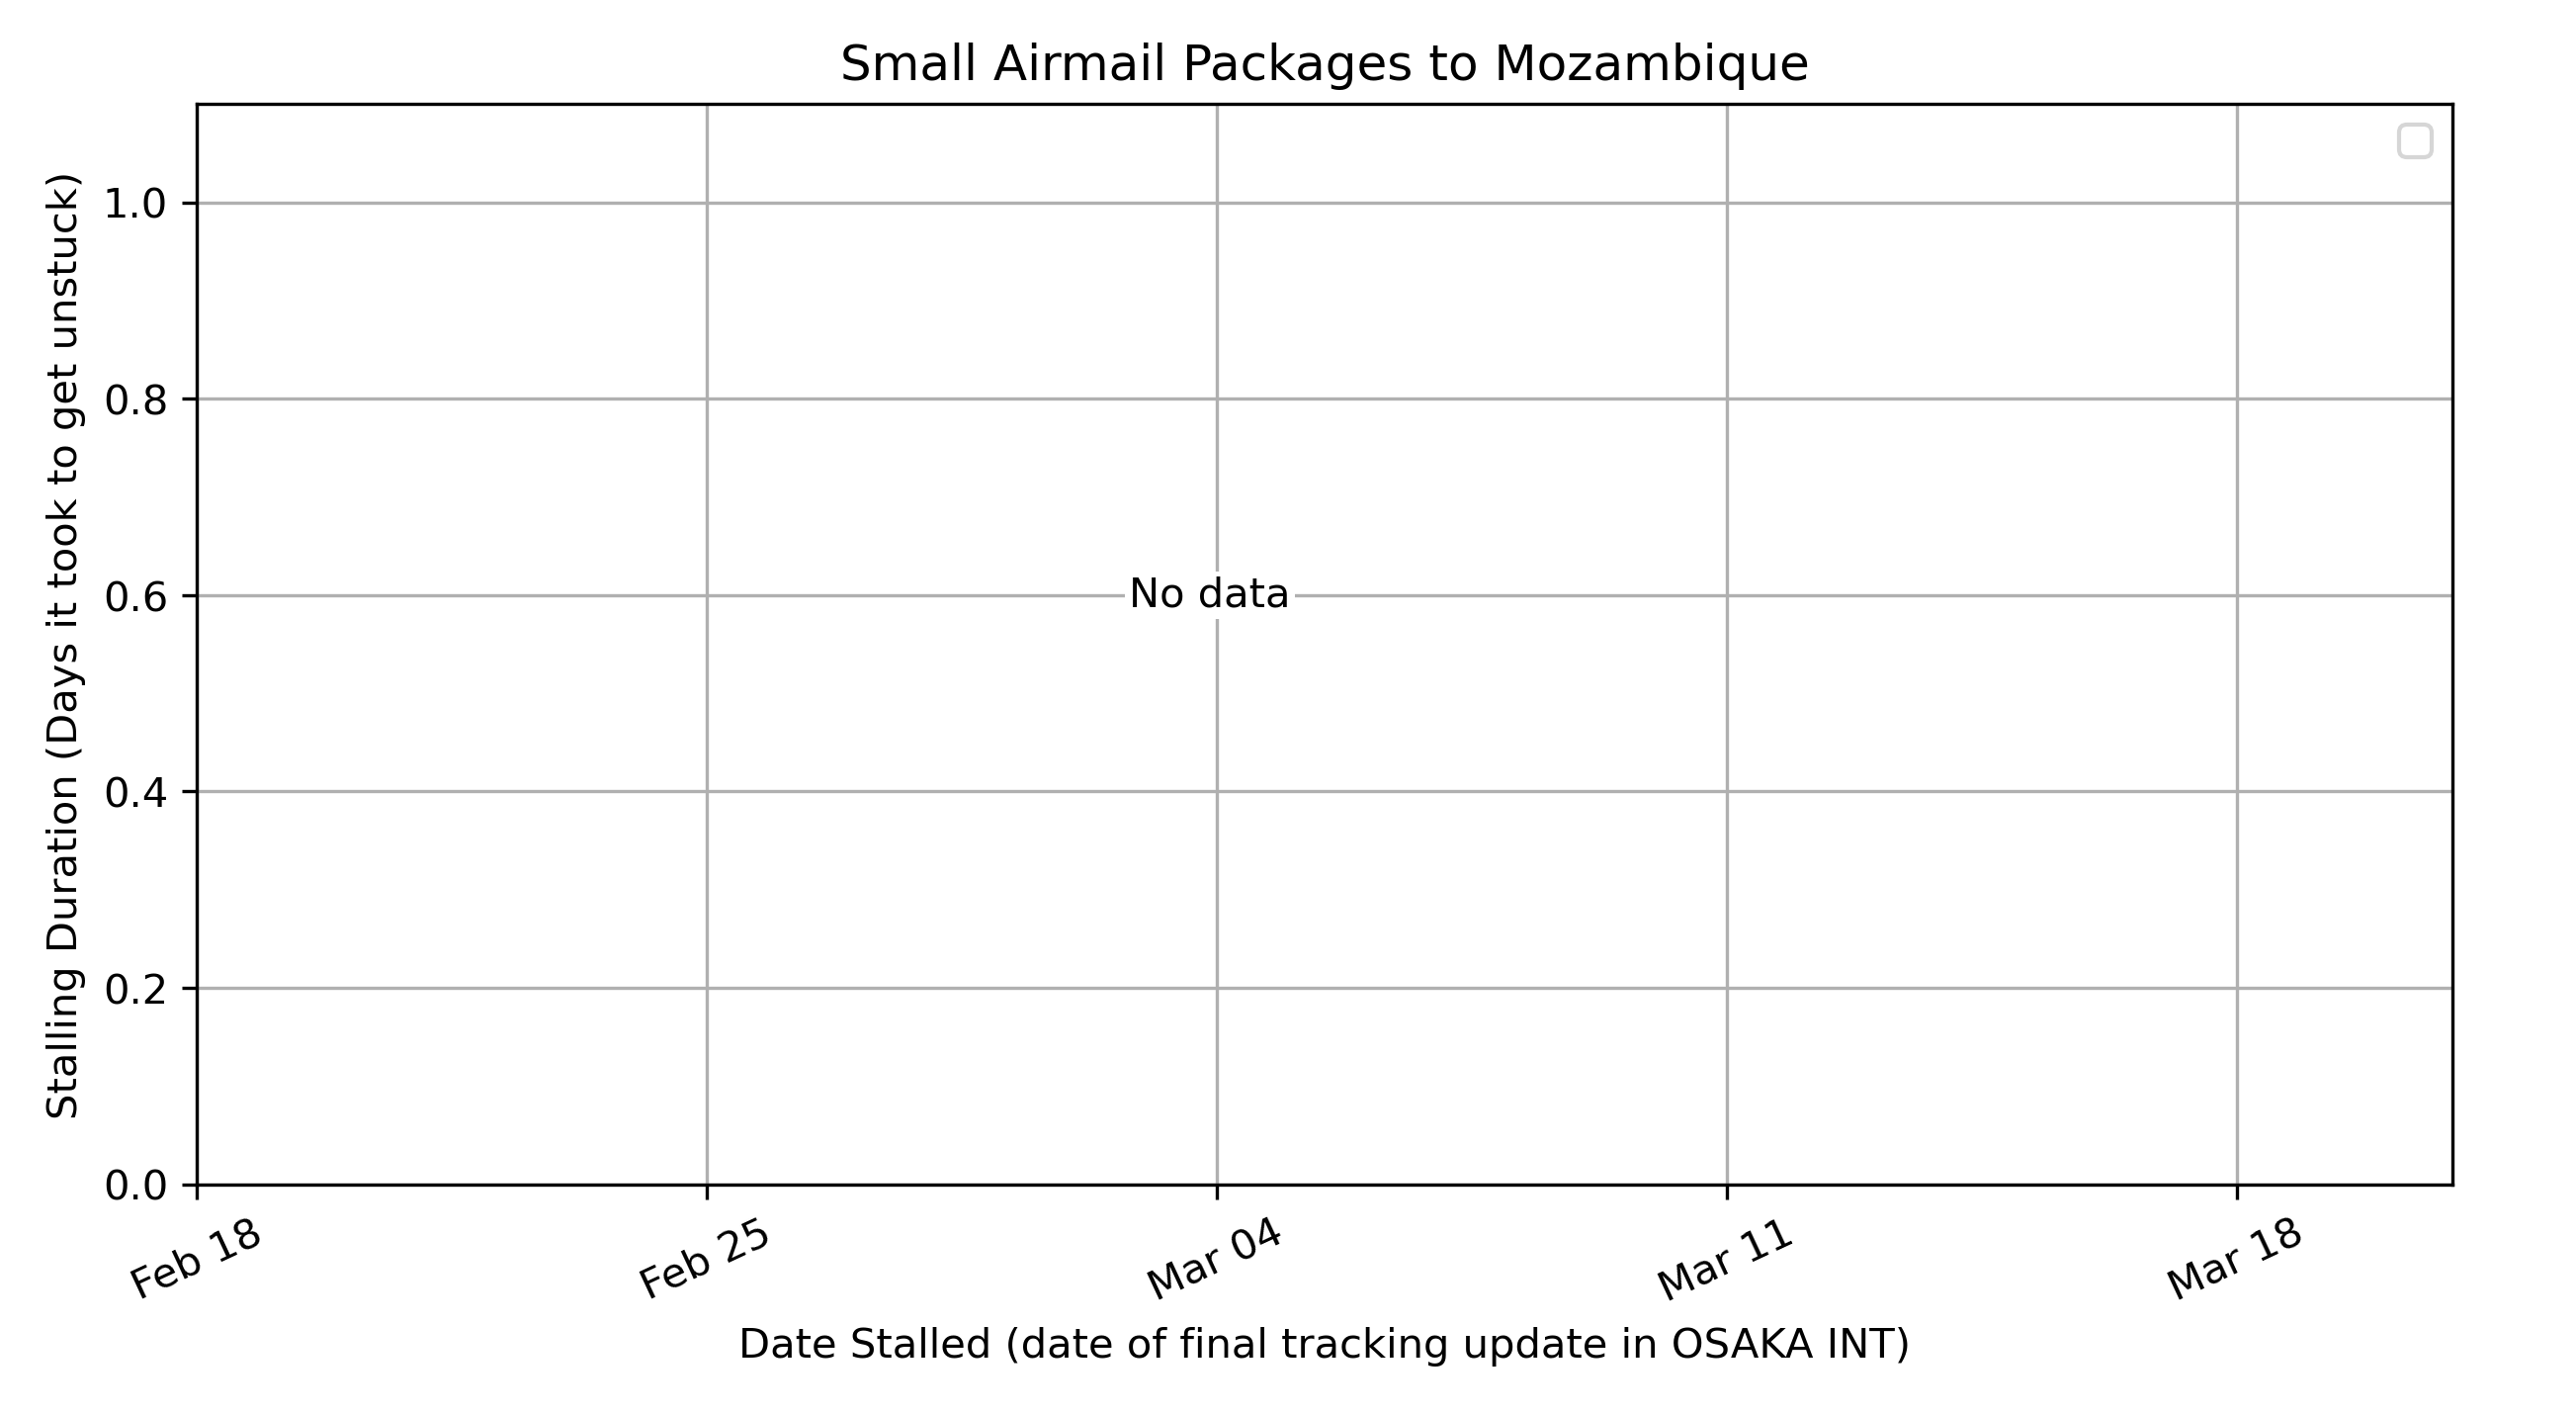 Small Airmail Packages to Mozambique
Stalling Duration (Days it took to get unstuck)
1.0
0.8
0.6
0.4
0.2
0.0
No data
Feb 18
Feb 25
Mar 04
Mar 11
Mar 18
Date Stalled (date of final tracking update in OSAKA INT)